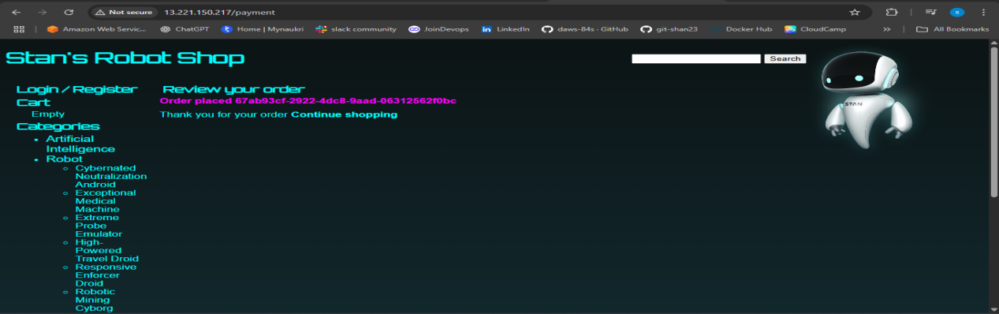 Not secure 13.221.150.217/payment
S
Amazon Web Servic... ChatGPT Home | Mynaukri slack community JoinDevops LinkedIn daws-84s · GitHub git-shan23 Docker Hub CloudCamp >> All Bookmarks
Stan's Robot Shop
Search
Login / Register
Cart
Empty
Categories
Artificial
Intelligence
Robot
Cybernated
Neutralization
Android
Exceptional
Medical
Machine
Extreme
Probe
Emulator
High-
Powered
Travel Droid
Responsive
Enforcer
Droid
Robotic
Mining
Cyborg
Review your order
Order placed 67ab93cf-2922-4dc8-9aad-06312562f0bc
Thank you for your order Continue shopping
STAN